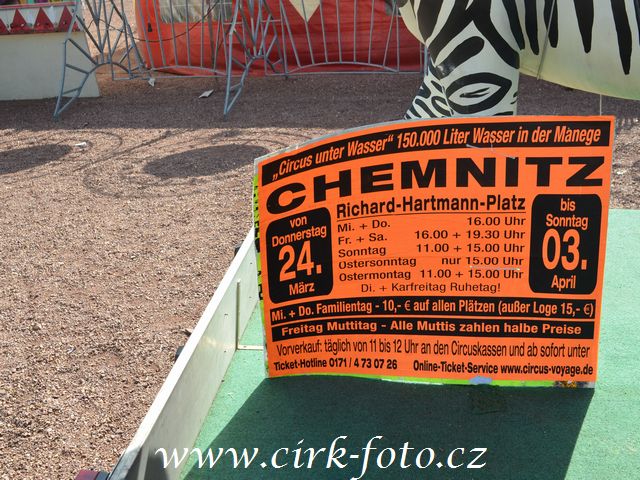 „Circus unter Wasser“ 150.000 Liter Wasser in der Manege
CHEMNITZ
Richard-Hartmann-Platz
von
Donnerstag
24.
März
Mi. + Do. 16.00 Uhr
Fr. + Sa. 16.00 + 19.30 Uhr
Sonntag 11.00 + 15.00 Uhr
Ostersonntag nur 15.00 Uhr
Ostermontag 11.00 + 15.00 Uhr
Di. + Karfreitag Ruhetag!
bis
Sonntag
03.
April
Mi. + Do. Familientag - 10,- € auf allen Plätzen (außer Loge 15,- €)
Freitag Muttitag - Alle Muttis zahlen halbe Preise
Vorverkauf: täglich von 11 bis 12 Uhr an den Circuskassen und ab sofort unter
Ticket-Hotline 0171 / 4 73 07 26 Online-Ticket-Service www.circus-voyage.de
www.cirk-foto.cz